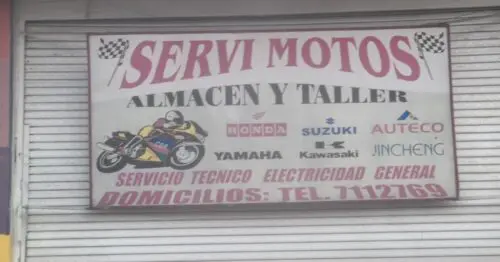 SERVI MOTOS
ALMACEN Y TALLER
HONDA SUZUKI AUTECO
YAMAHA Kawasaki JINCHENG
SERVICIO TECNICO ELECTRICIDAD GENERAL
DOMICILIOS: TEL. 7112769